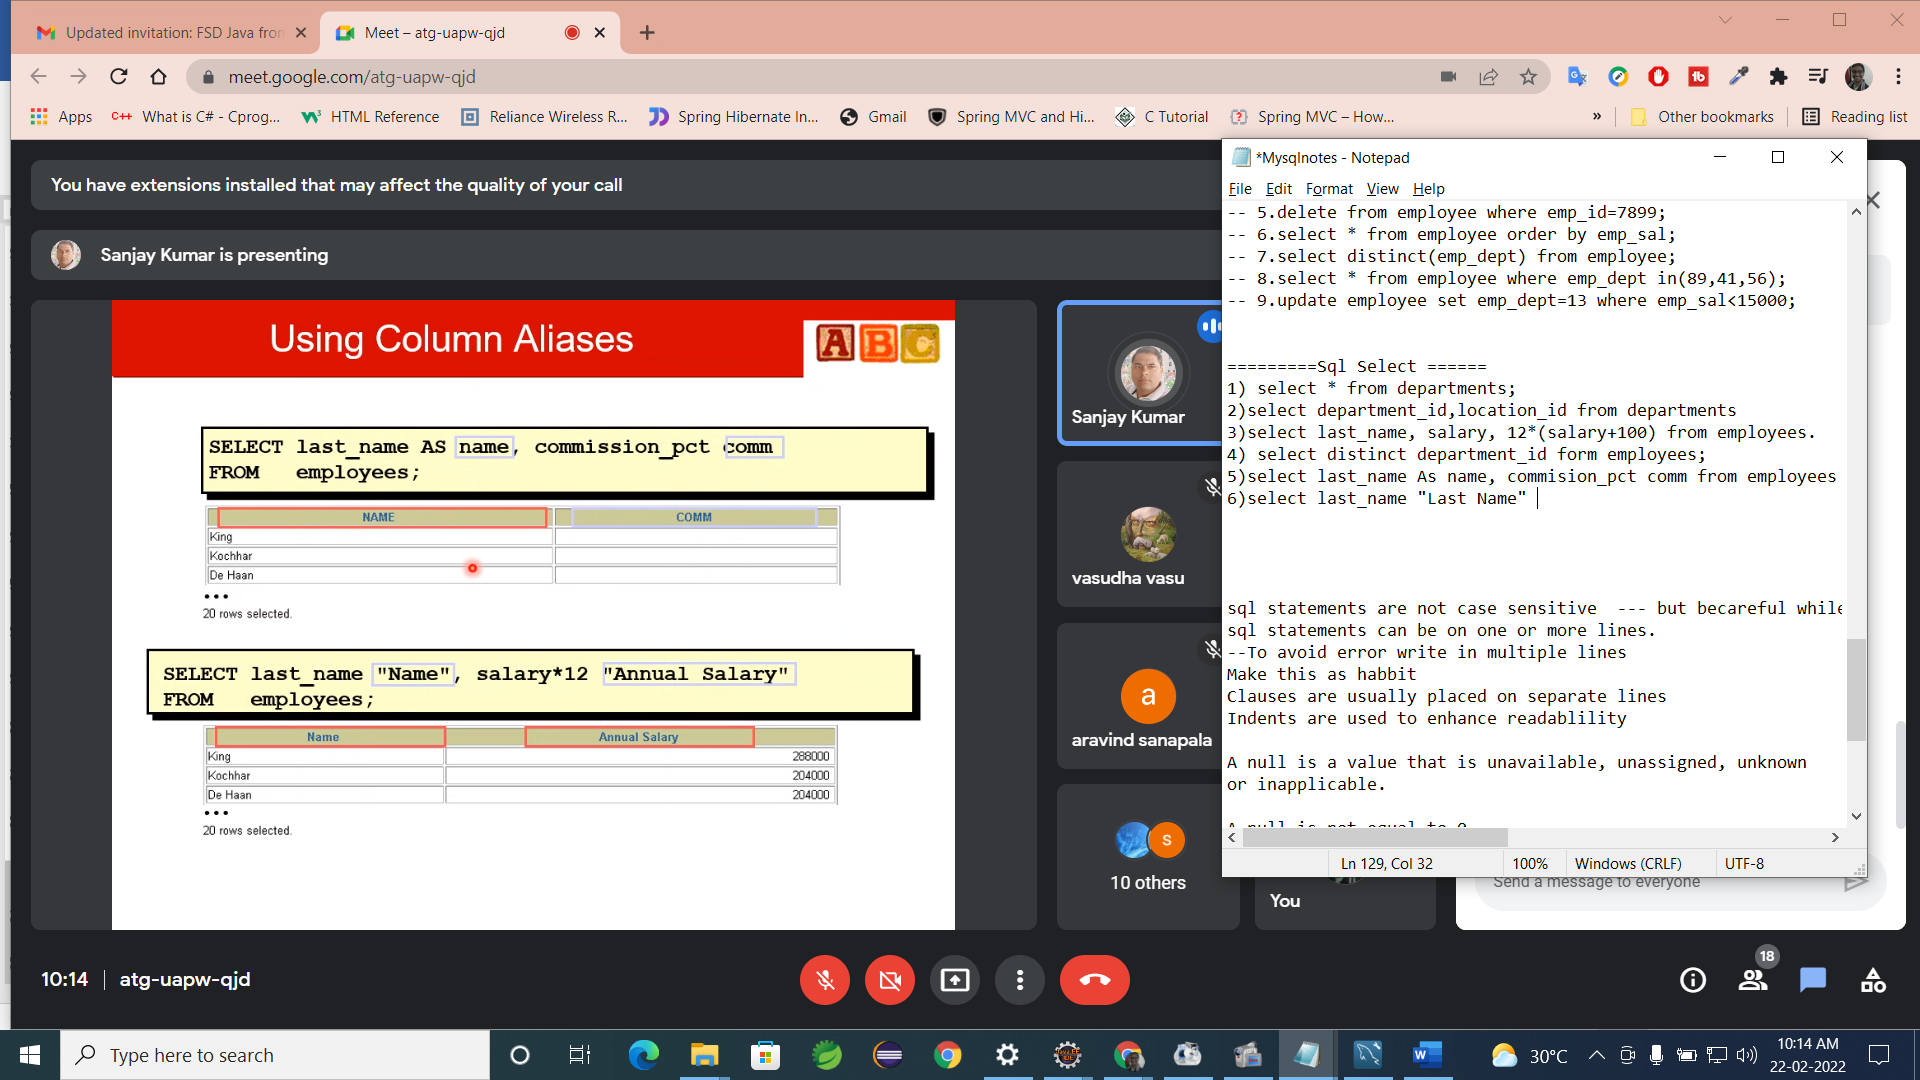 Updated invitation: FSD Java fron
Meet – atg-uapw-qjd
meet.google.com/atg-uapw-qjd
Apps
What is C# - Cprog...
HTML Reference
Reliance Wireless R...
Spring Hibernate In...
Gmail
Spring MVC and Hi...
C Tutorial
Spring MVC – How...
»
Other bookmarks
Reading list
You have extensions installed that may affect the quality of your call
Sanjay Kumar is presenting
Using Column Aliases
A B C
SELECT last_name AS name, commission_pct comm
FROM employees;
NAME COMM
King
Kochhar
De Haan
•••
20 rows selected.
SELECT last_name "Name", salary*12 "Annual Salary"
FROM employees;
Name Annual Salary
King 288000
Kochhar 204000
De Haan 204000
•••
20 rows selected.
Sanjay Kumar
vasudha vasu
a
aravind sanapala
s
10 others
You
*Mysqlnotes - Notepad
File Edit Format View Help
-- 5.delete from employee where emp_id=7899;
-- 6.select * from employee order by emp_sal;
-- 7.select distinct(emp_dept) from employee;
-- 8.select * from employee where emp_dept in(89,41,56);
-- 9.update employee set emp_dept=13 where emp_sal<15000;
=========Sql Select ======
1) select * from departments;
2)select department_id,location_id from departments
3)select last_name, salary, 12*(salary+100) from employees.
4) select distinct department_id form employees;
5)select last_name As name, commision_pct comm from employees
6)select last_name "Last Name"
sql statements are not case sensitive  --- but becareful while
sql statements can be on one or more lines.
--To avoid error write in multiple lines
Make this as habbit
Clauses are usually placed on separate lines
Indents are used to enhance readablility
A null is a value that is unavailable, unassigned, unknown
or inapplicable.
A null is not equal to 0
Ln 129, Col 32
100%
Windows (CRLF)
UTF-8
Send a message to everyone
10:14 | atg-uapw-qjd
18
Type here to search
30°C
10:14 AM
22-02-2022